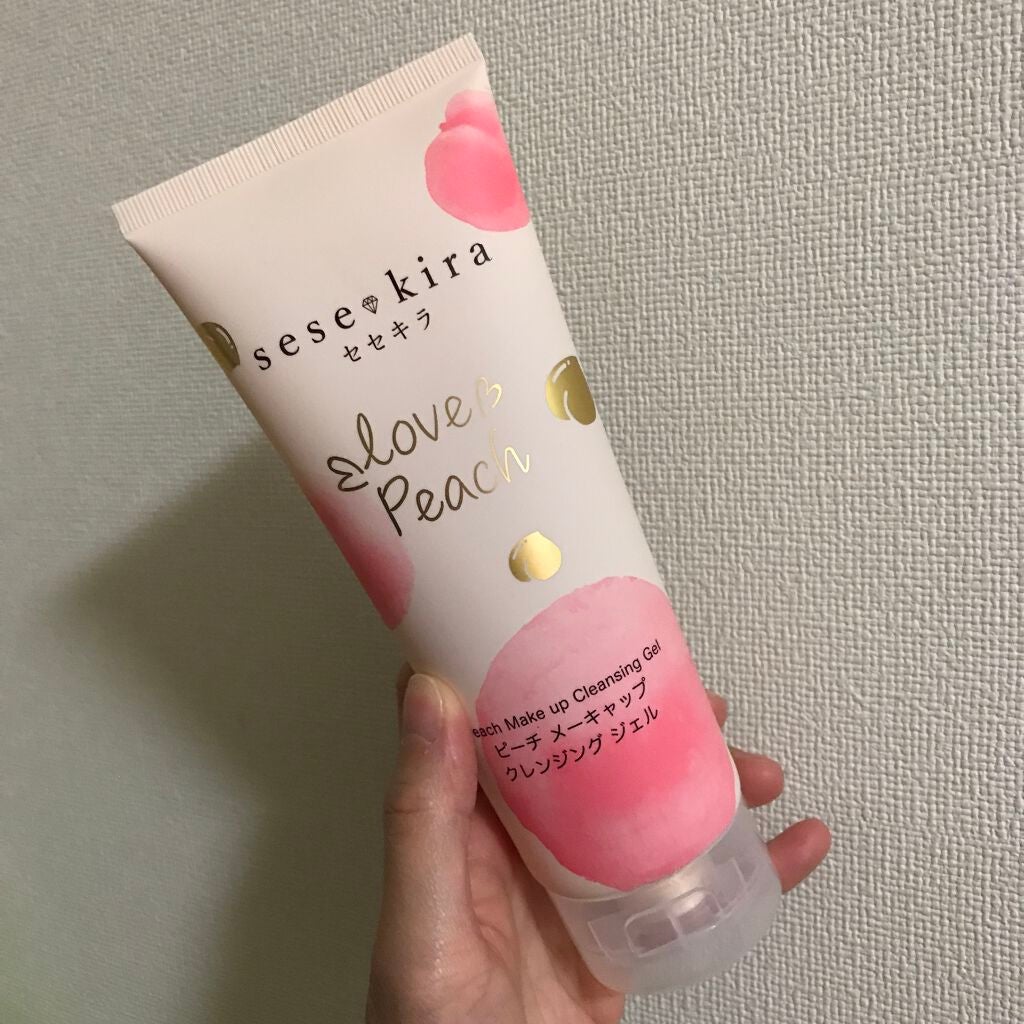 sese kira
セセキラ
love
Peach
each Make up Cleansing Gel
ピーチ メーキャップ
クレンジング ジェル